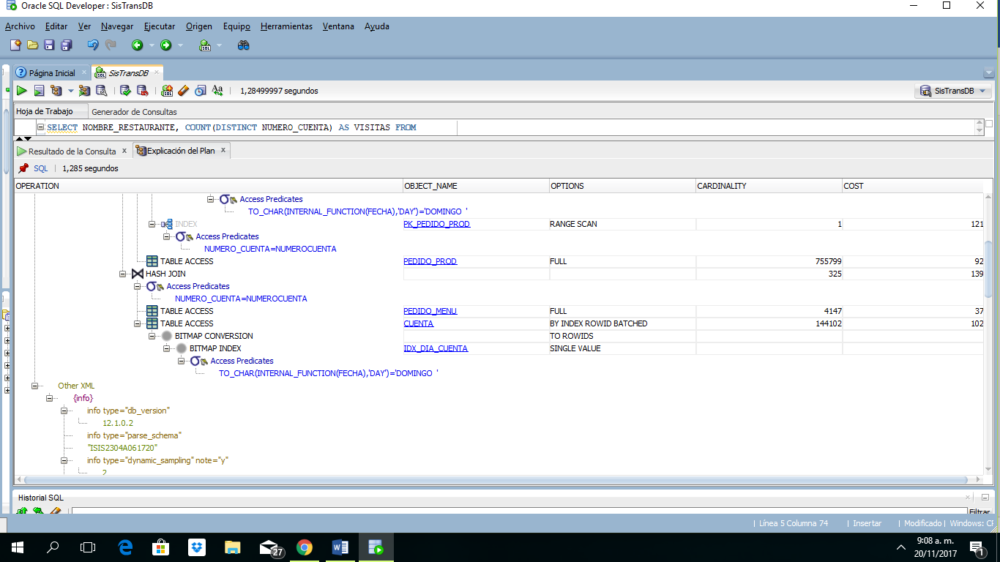 Oracle SQL Developer : SisTransDB
Archivo Editar Ver Navegar Ejecutar Origen Equipo Herramientas Ventana Ayuda
SQL
Página Inicial SisTransDB
1,28499997 segundos SisTransDB
Hoja de Trabajo Generador de Consultas
SELECT NOMBRE_RESTAURANTE, COUNT(DISTINCT NUMERO_CUENTA) AS VISITAS FROM
Resultado de la Consulta x Explicación del Plan x
SQL | 1,285 segundos
OPERATION OBJECT_NAME OPTIONS CARDINALITY COST
Access Predicates
TO_CHAR(INTERNAL_FUNCTION(FECHA),'DAY')='DOMINGO '
INDEX PK_PEDIDO_PROD RANGE SCAN 1 121
Access Predicates
NUMERO_CUENTA=NUMEROCUENTA
TABLE ACCESS PEDIDO_PROD FULL 755799 92
HASH JOIN 325 139
Access Predicates
NUMERO_CUENTA=NUMEROCUENTA
TABLE ACCESS PEDIDO_MENU FULL 4147 37
TABLE ACCESS CUENTA BY INDEX ROWID BATCHED 144102 102
BITMAP CONVERSION TO ROWIDS
BITMAP INDEX IDX_DIA_CUENTA SINGLE VALUE
Access Predicates
TO_CHAR(INTERNAL_FUNCTION(FECHA),'DAY')='DOMINGO '
Other XML
{info}
info type="db_version"
12.1.0.2
info type="parse_schema"
"ISIS2304A061720"
info type="dynamic_sampling" note="y"
2
Historial SQL
Filtrar
| Línea 5 Columna 74 | Insertar | Modificado | Windows: CF
27
9:08 a. m.
20/11/2017
1